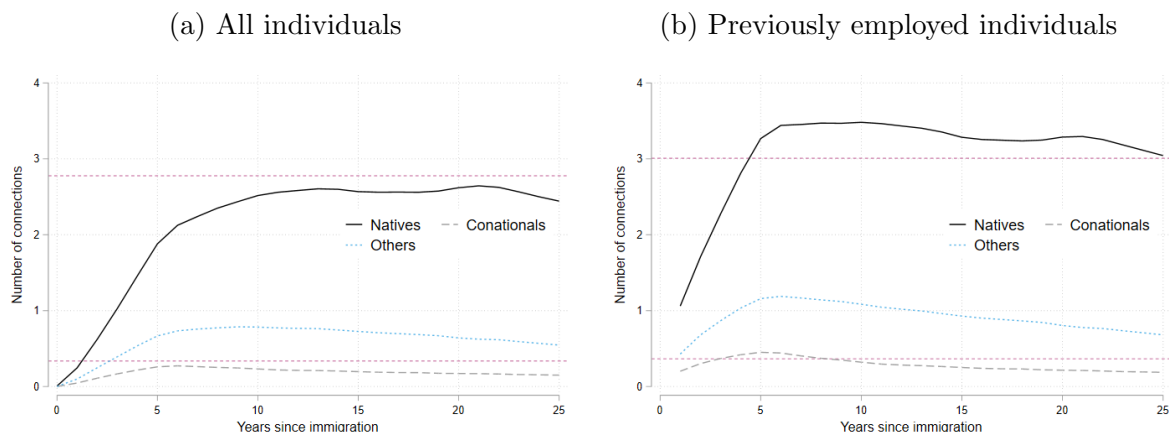 (a) All individuals
4
3
2
1
0
Number of connections
Natives
Conationals
Others
0 5 10 15 20 25
Years since immigration
(b) Previously employed individuals
4
3
2
1
0
Number of connections
Natives
Conationals
Others
0 5 10 15 20 25
Years since immigration